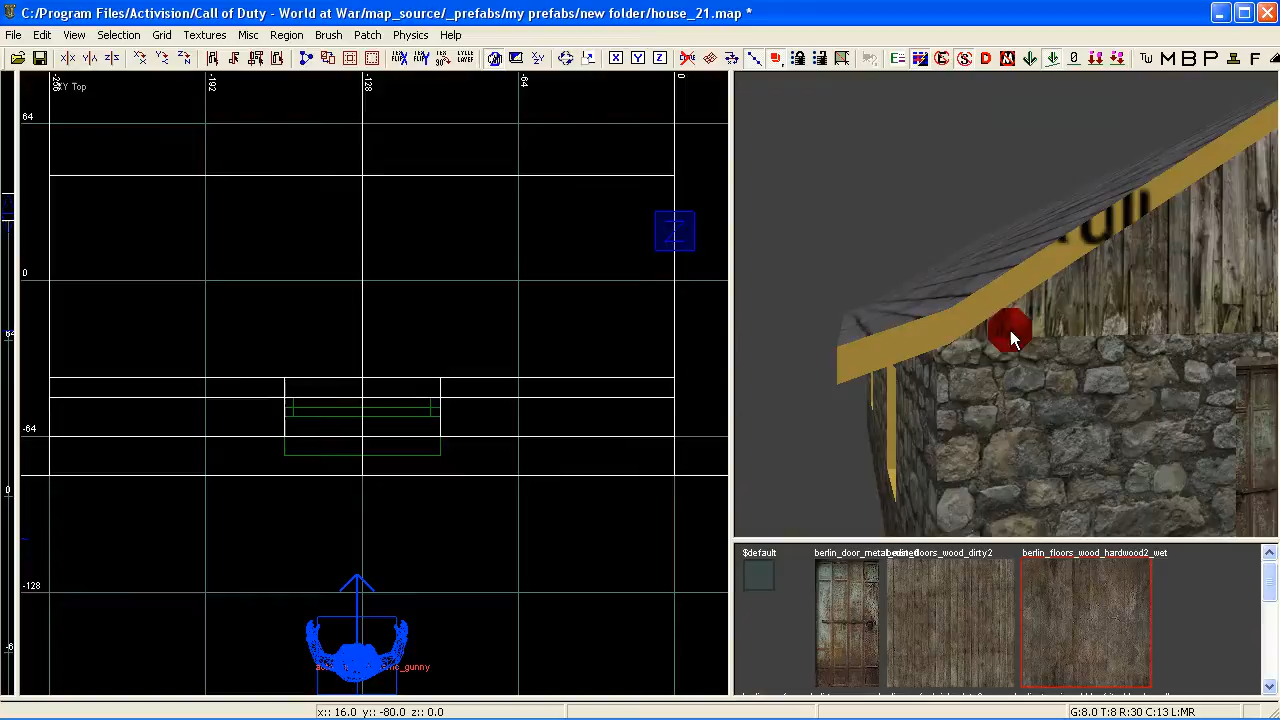 C:/Program Files/Activision/Call of Duty - World at War/map_source/_prefabs/my prefabs/new folder/house_21.map *
File Edit View Selection Grid Textures Misc Region Brush Patch Physics Help
XY Top
-192
-128
-64
0
64
0
-64
-128
Z
$default
berlin_floors_wood_hardwood2_wet
x:: 16.0 y:: -80.0 z:: 0.0
G:8.0 T:8 R:30 C:13 L:MR